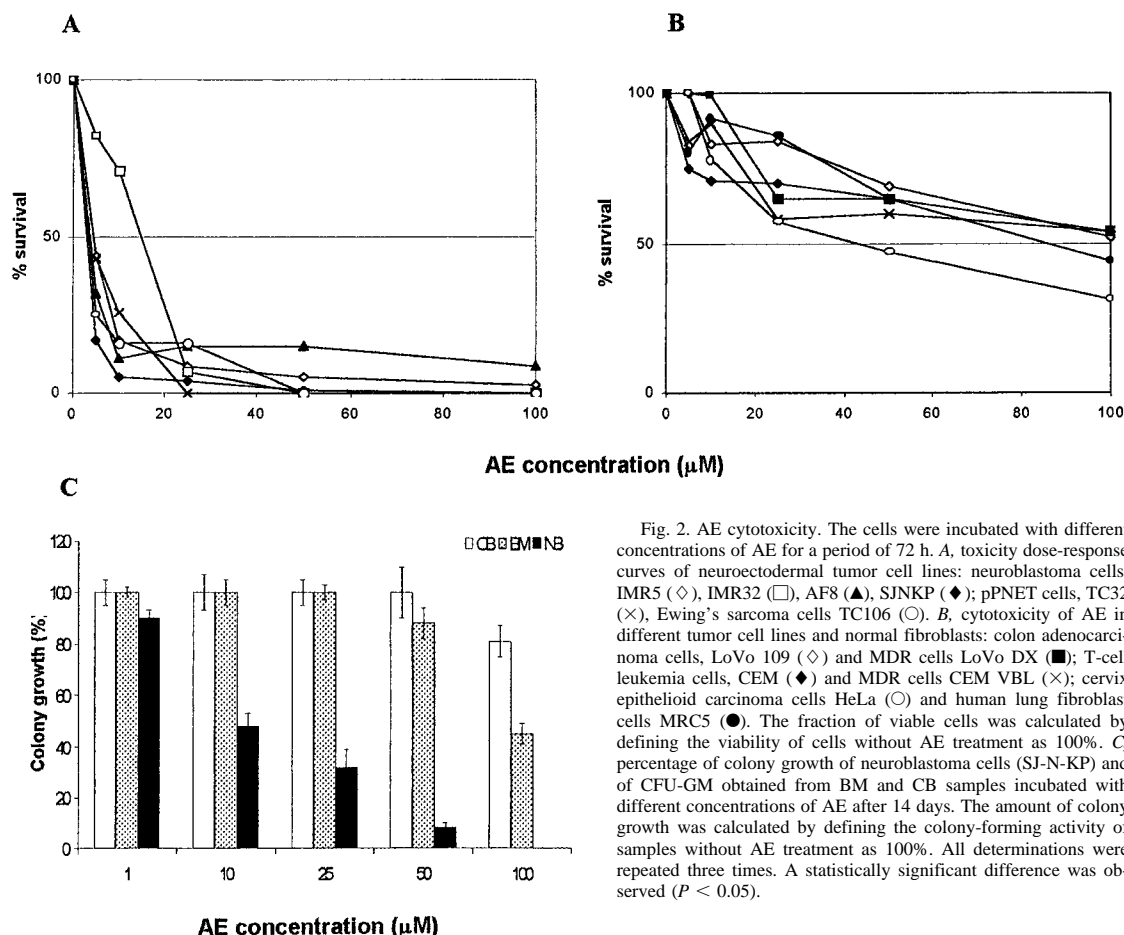 A
B
100
50
0
% survival
0
20
40
60
80
100
100
50
0
% survival
0
20
40
60
80
100
AE concentration (µM)
C
120
100
80
60
40
20
0
Colony growth (%)
□CB▩BM■NB
1
10
25
50
100
AE concentration (µM)
Fig. 2. AE cytotoxicity. The cells were incubated with different
concentrations of AE for a period of 72 h. A, toxicity dose-response
curves of neuroectodermal tumor cell lines: neuroblastoma cells
IMR5 (◇), IMR32 (□), AF8 (▲), SJNKP (◆); pPNET cells, TC32
(×), Ewing's sarcoma cells TC106 (○). B, cytotoxicity of AE in
different tumor cell lines and normal fibroblasts: colon adenocarci-
noma cells, LoVo 109 (◇) and MDR cells LoVo DX (■); T-cell
leukemia cells, CEM (◆) and MDR cells CEM VBL (×); cervix
epithelioid carcinoma cells HeLa (○) and human lung fibroblast
cells MRC5 (●). The fraction of viable cells was calculated by
defining the viability of cells without AE treatment as 100%. C,
percentage of colony growth of neuroblastoma cells (SJ-N-KP) and
of CFU-GM obtained from BM and CB samples incubated with
different concentrations of AE after 14 days. The amount of colony
growth was calculated by defining the colony-forming activity of
samples without AE treatment as 100%. All determinations were
repeated three times. A statistically significant difference was ob-
served (P < 0.05).